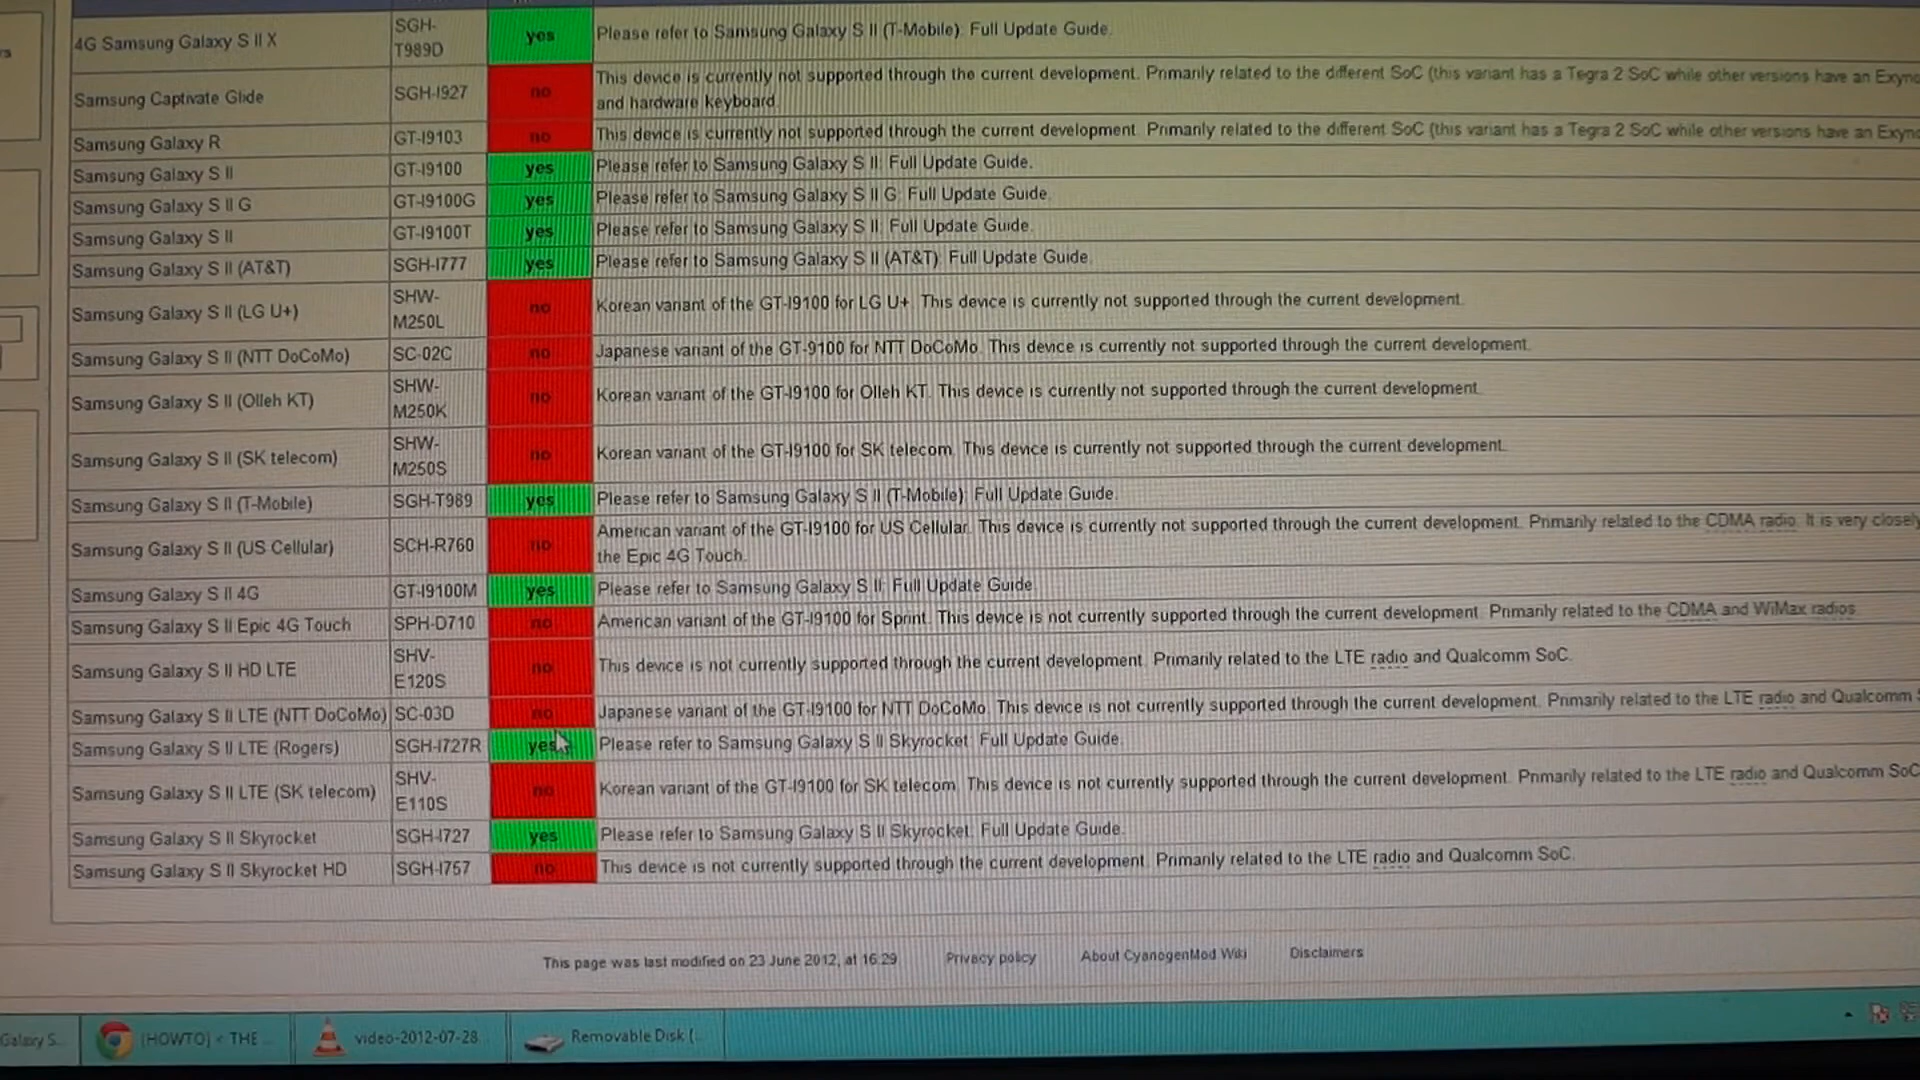 4G Samsung Galaxy S II X
SGH-
T989D
yes
Please refer to Samsung Galaxy S II (T-Mobile): Full Update Guide.
Samsung Captivate Glide
SGH-I927
no
This device is currently not supported through the current development. Primarily related to the different SoC (this variant has a Tegra 2 SoC while other versions have an
and hardware keyboard.
Samsung Galaxy R
GT-I9103
no
This device is currently not supported through the current development. Primarily related to the different SoC (this variant has a Tegra 2 SoC while other versions have an
Samsung Galaxy S II
GT-I9100
yes
Please refer to Samsung Galaxy S II: Full Update Guide.
Samsung Galaxy S II G
GT-I9100G
yes
Please refer to Samsung Galaxy S II G: Full Update Guide.
Samsung Galaxy S II
GT-I9100T
yes
Please refer to Samsung Galaxy S II: Full Update Guide.
Samsung Galaxy S II (AT&T)
SGH-I777
yes
Please refer to Samsung Galaxy S II (AT&T): Full Update Guide.
Samsung Galaxy S II (LG U+)
SHW-
M250L
no
Korean variant of the GT-I9100 for LG U+. This device is currently not supported through the current development.
Samsung Galaxy S II (NTT DoCoMo)
SC-02C
no
Japanese variant of the GT-9100 for NTT DoCoMo. This device is currently not supported through the current development.
Samsung Galaxy S II (Olleh KT)
SHW-
M250K
no
Korean variant of the GT-I9100 for Olleh KT. This device is currently not supported through the current development.
Samsung Galaxy S II (SK telecom)
SHW-
M250S
no
Korean variant of the GT-I9100 for SK telecom. This device is currently not supported through the current development.
Samsung Galaxy S II (T-Mobile)
SGH-T989
yes
Please refer to Samsung Galaxy S II (T-Mobile): Full Update Guide.
Samsung Galaxy S II (US Cellular)
SCH-R760
no
American variant of the GT-I9100 for US Cellular. This device is currently not supported through the current development. Primarily related to the CDMA radio. It is very closely
the Epic 4G Touch.
Samsung Galaxy S II 4G
GT-I9100M
yes
Please refer to Samsung Galaxy S II: Full Update Guide.
Samsung Galaxy S II Epic 4G Touch
SPH-D710
no
American variant of the GT-I9100 for Sprint. This device is not currently supported through the current development. Primarily related to the CDMA and WiMax radios.
Samsung Galaxy S II HD LTE
SHV-
E120S
no
This device is not currently supported through the current development. Primarily related to the LTE radio and Qualcomm SoC.
Samsung Galaxy S II LTE (NTT DoCoMo)
SC-03D
no
Japanese variant of the GT-I9100 for NTT DoCoMo. This device is not currently supported through the current development. Primarily related to the LTE radio and Qualcomm
Samsung Galaxy S II LTE (Rogers)
SGH-I727R
yes
Please refer to Samsung Galaxy S II Skyrocket: Full Update Guide.
Samsung Galaxy S II LTE (SK telecom)
SHV-
E110S
no
Korean variant of the GT-I9100 for SK telecom. This device is not currently supported through the current development. Primarily related to the LTE radio and Qualcomm SoC
Samsung Galaxy S II Skyrocket
SGH-I727
yes
Please refer to Samsung Galaxy S II Skyrocket: Full Update Guide.
Samsung Galaxy S II Skyrocket HD
SGH-I757
no
This device is not currently supported through the current development. Primarily related to the LTE radio and Qualcomm SoC.
This page was last modified on 23 June 2012, at 16:29
Privacy policy
About CyanogenMod Wiki
Disclaimers
Galaxy S...
[HOWTO] < THE ...
video-2012-07-28...
Removable Disk (...